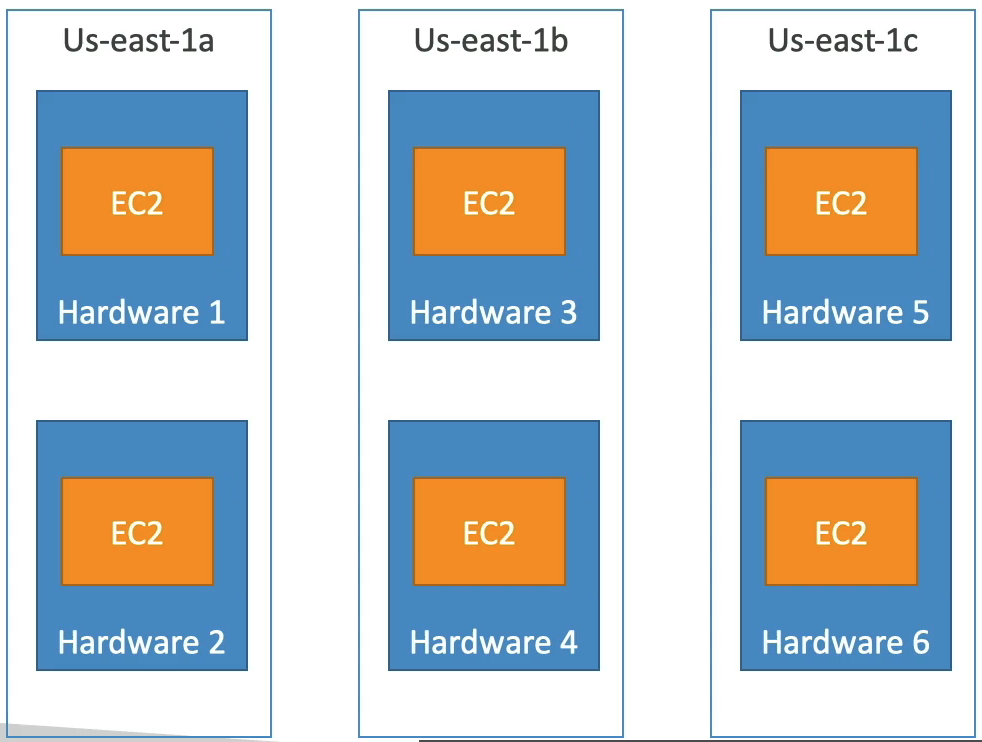 Us-east-1a
EC2
Hardware 1
EC2
Hardware 2
Us-east-1b
EC2
Hardware 3
EC2
Hardware 4
Us-east-1c
EC2
Hardware 5
EC2
Hardware 6